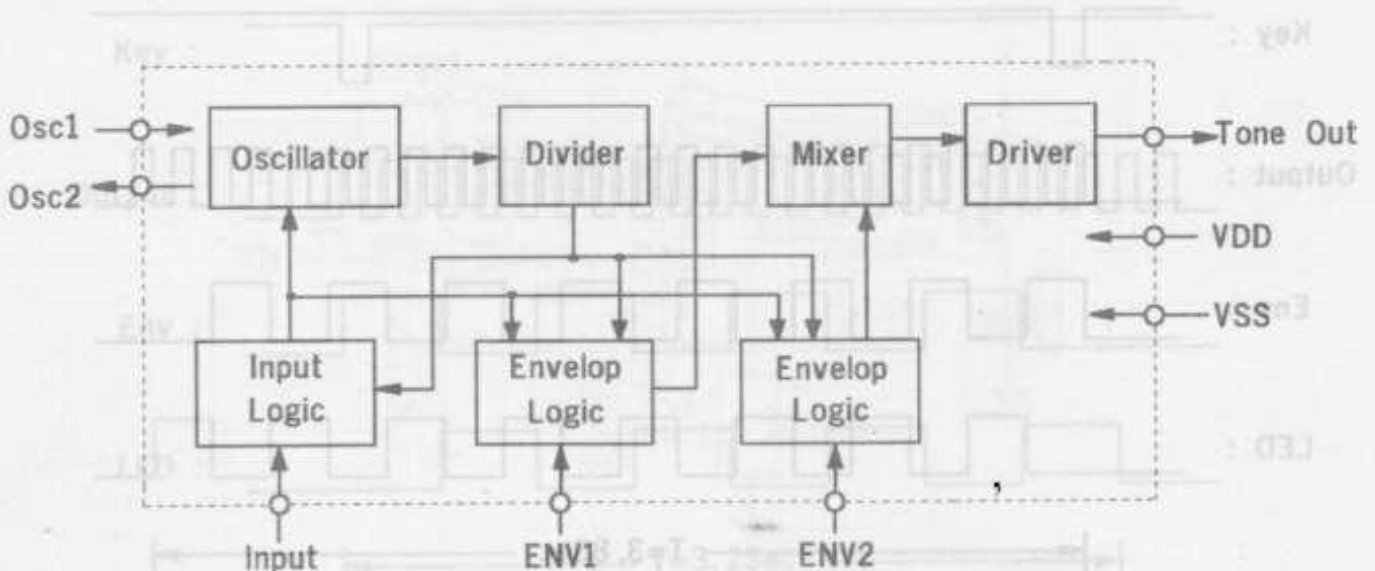 Key :
Osc1
Oscillator
Divider
Mixer
Driver
Tone Out
Osc2
Output :
VDD
VSS
Input
Logic
Envelop
Logic
Envelop
Logic
LED :
Input
ENV1
ENV2